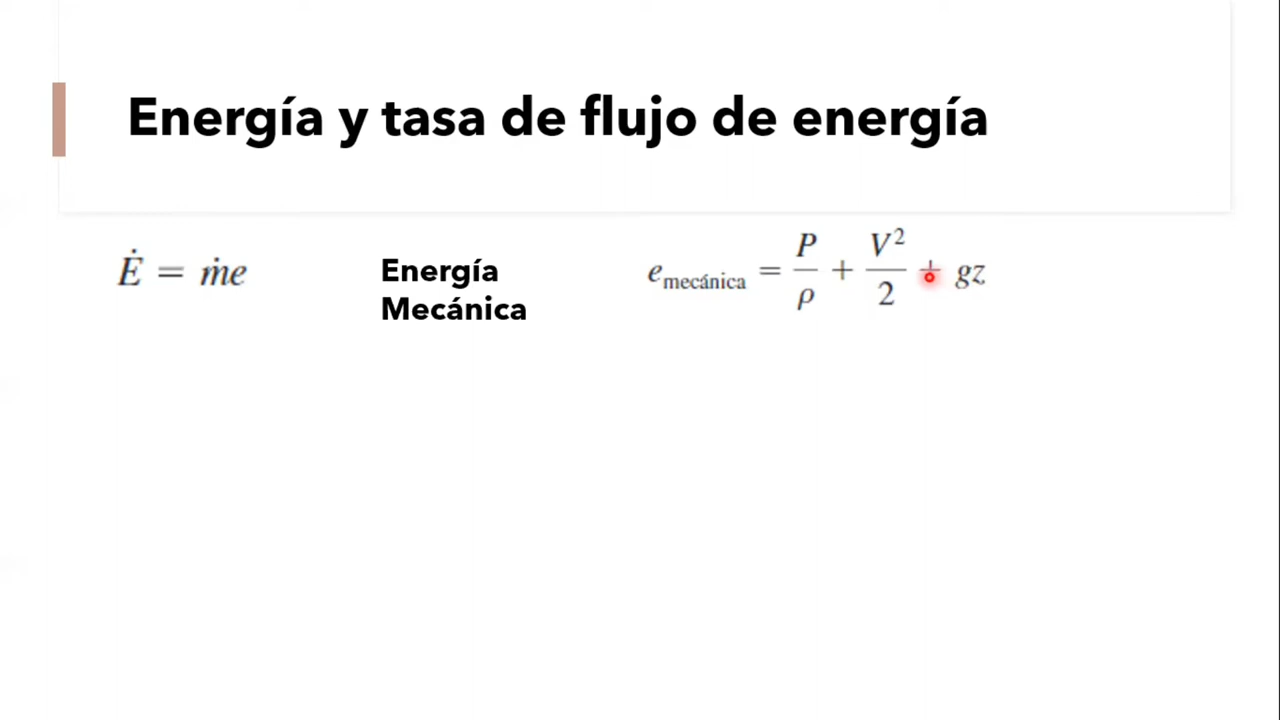 Energía y tasa de flujo de energía
Ė = ṁe
Energía
Mecánica
e_mecánica = P/ρ + V²/2 + gz